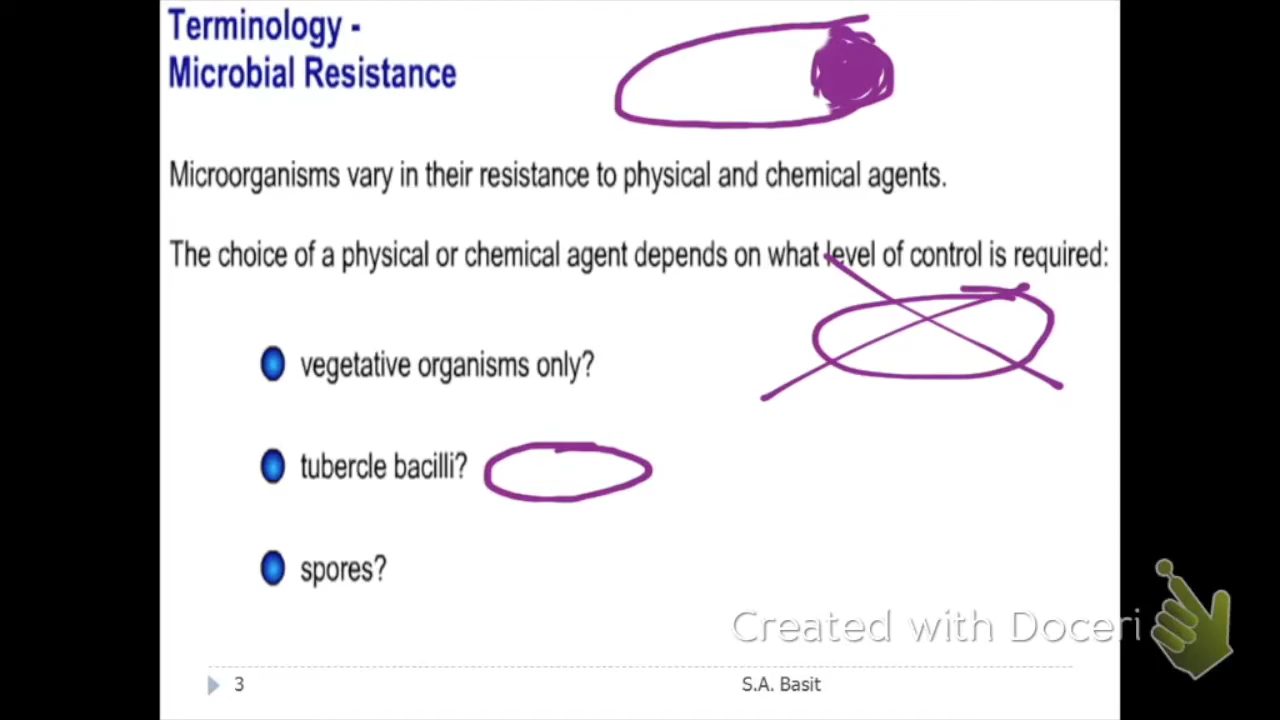 Terminology -
Microbial Resistance
Microorganisms vary in their resistance to physical and chemical agents.
The choice of a physical or chemical agent depends on what level of control is required:
vegetative organisms only?
tubercle bacilli?
spores?
Created with Doceri
3
S.A. Basit